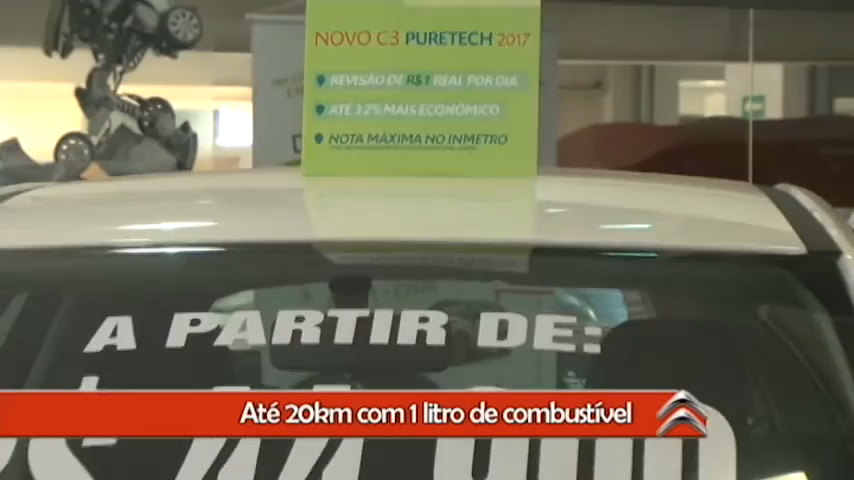 NOVO C3 PURETECH 2017
REVISÃO DE R$1 REAL POR DIA
ATÉ 32% MAIS ECONÔMICO
NOTA MÁXIMA NO INMETRO
A PARTIR DE:
Até 20km com 1 litro de combustível